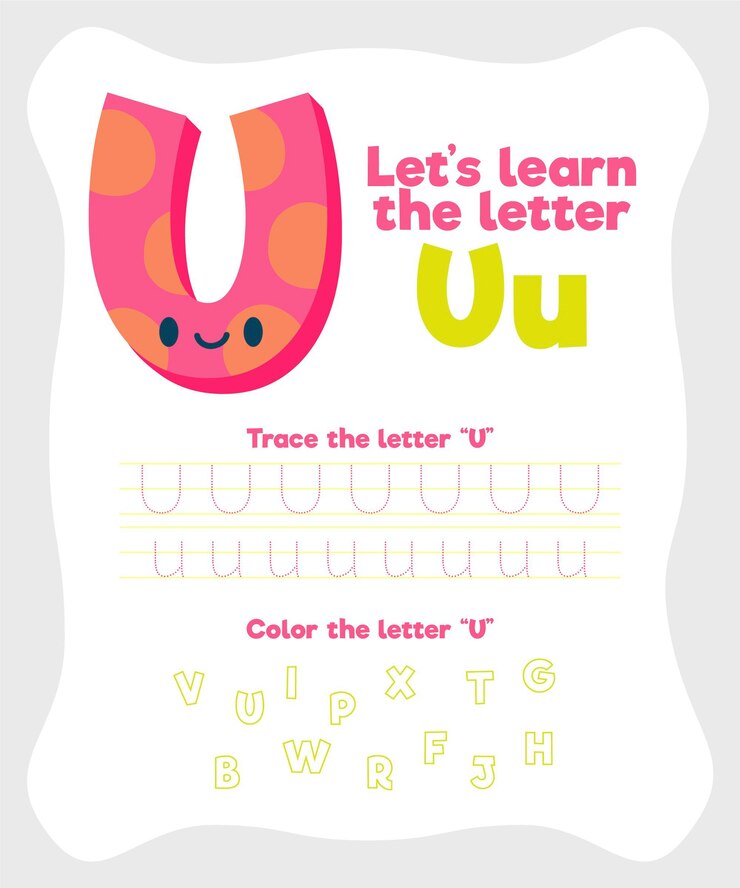 U
Let's learn
the letter
Uu
Trace the letter “U”
U U U U U U U
u u u u u u u u
Color the letter “U”
V U I P X T G
B W R F J H